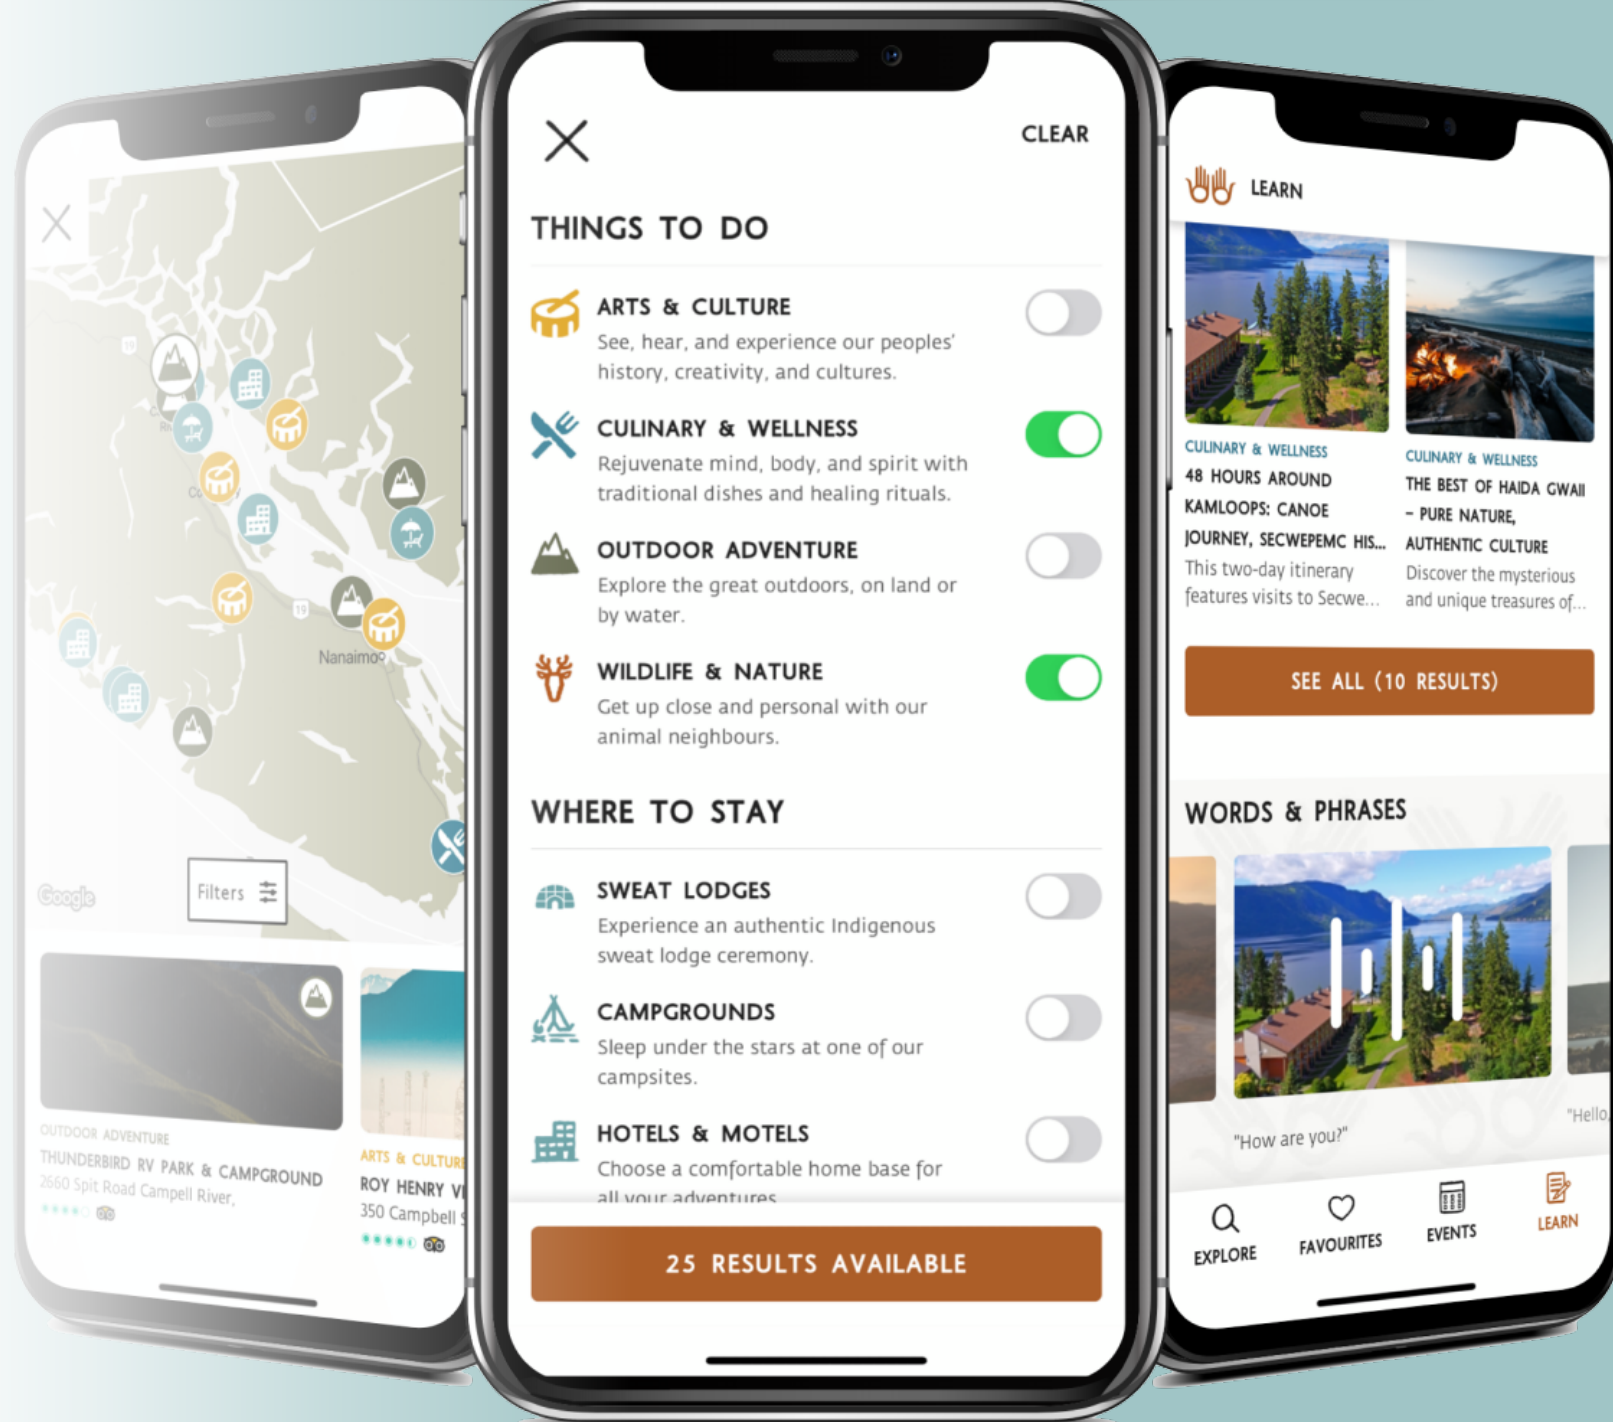 19
19
Nanaimo
Google
Filters
OUTDOOR ADVENTURE
THUNDERBIRD RV PARK & CAMPGROUND
2660 Spit Road Campell River,
ARTS & CULTURE
ROY HENRY
350 Campbell
CLEAR
THINGS TO DO
ARTS & CULTURE
See, hear, and experience our peoples'
history, creativity, and cultures.
CULINARY & WELLNESS
Rejuvenate mind, body, and spirit with
traditional dishes and healing rituals.
OUTDOOR ADVENTURE
Explore the great outdoors, on land or
by water.
WILDLIFE & NATURE
Get up close and personal with our
animal neighbours.
WHERE TO STAY
SWEAT LODGES
Experience an authentic Indigenous
sweat lodge ceremony.
CAMPGROUNDS
Sleep under the stars at one of our
campsites.
HOTELS & MOTELS
Choose a comfortable home base for
all your adventures
25 RESULTS AVAILABLE
LEARN
CULINARY & WELLNESS
48 HOURS AROUND
KAMLOOPS: CANOE
JOURNEY, SECWEPEMC HIS...
This two-day itinerary
features visits to Secwe...
CULINARY & WELLNESS
THE BEST OF HAIDA GWAII
– PURE NATURE,
AUTHENTIC CULTURE
Discover the mysterious
and unique treasures of...
SEE ALL (10 RESULTS)
WORDS & PHRASES
"How are you?"
"Hello,
EXPLORE
FAVOURITES
EVENTS
LEARN